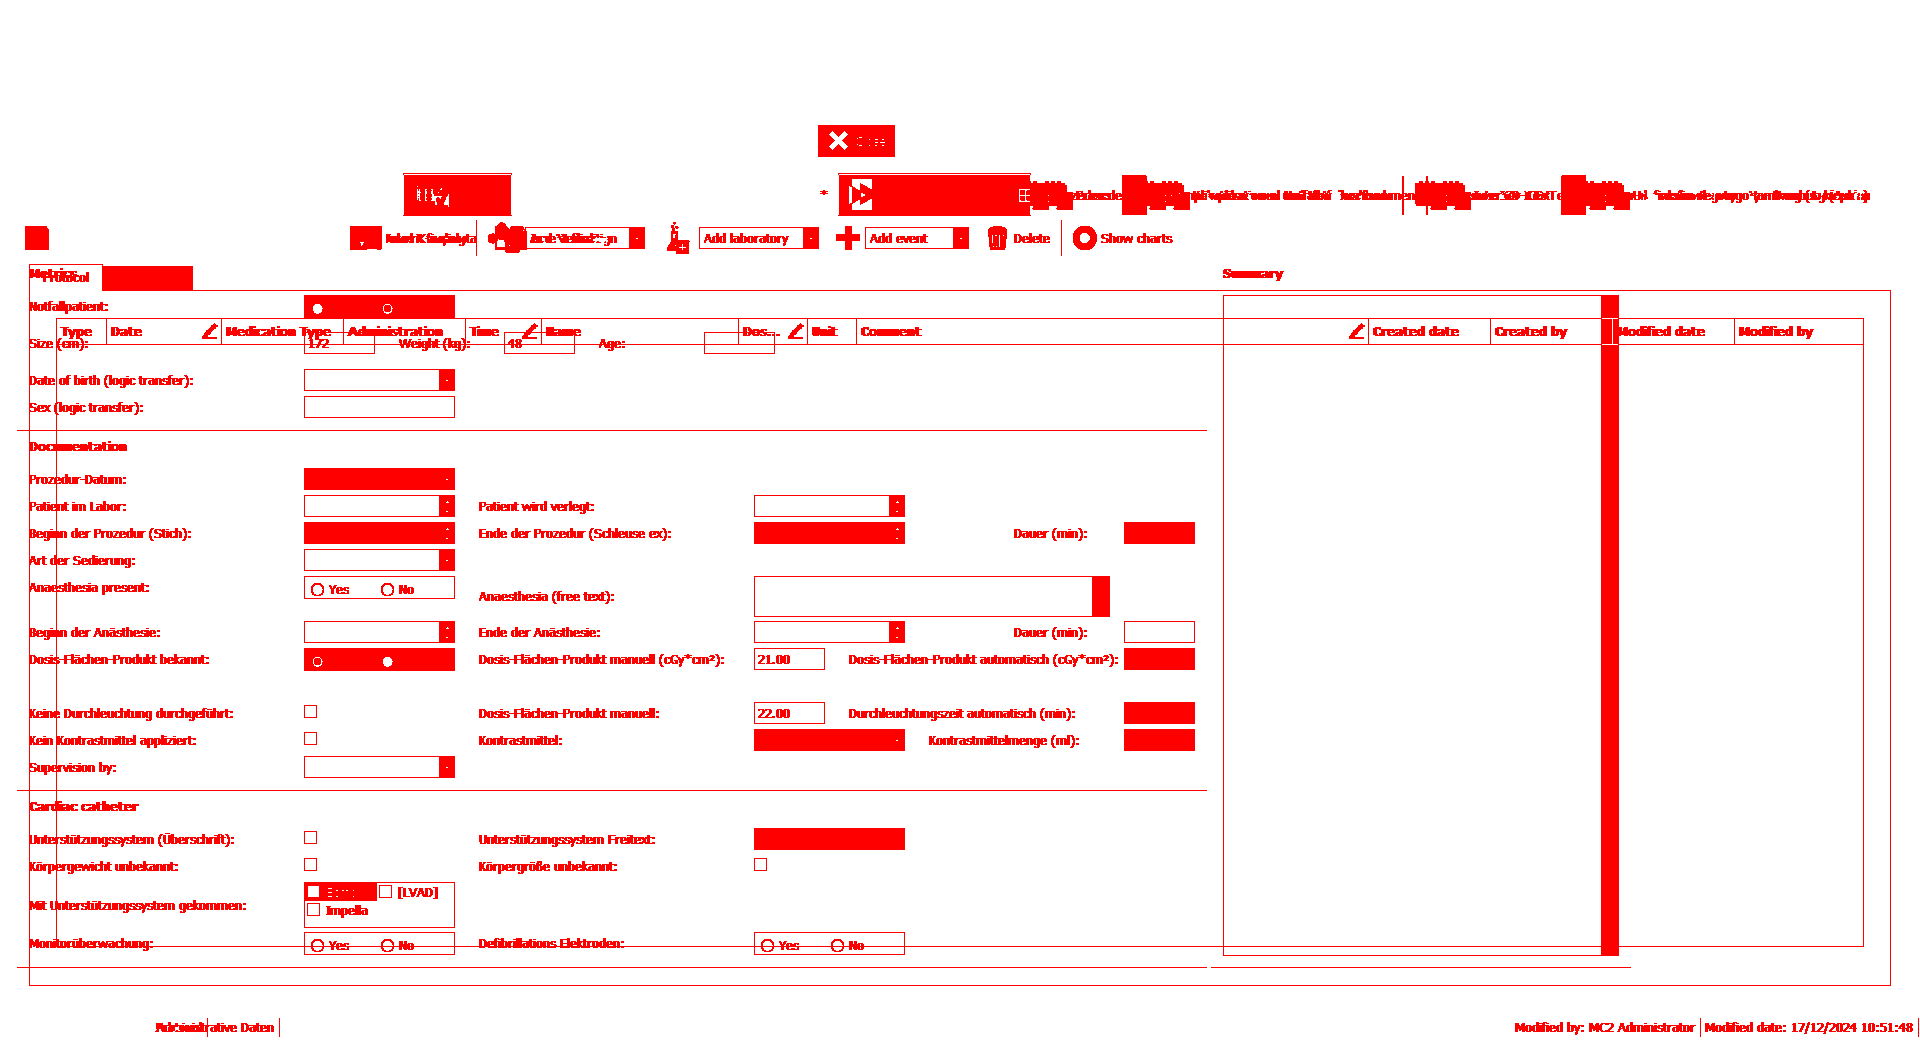 Add laboratory Add event Delete Show charts
Metrics Protocol Summary
Notfallpatient:
Type Date Medication Type Administration Time Name Dos... Unit Comment Created date Created by Modified date Modified by
Size (cm): 172 Weight (kg): 48 Age:
Date of birth (logic transfer):
Sex (logic transfer):
Documentation
Prozedur-Datum:
Patient im Labor: Patient wird verlegt:
Beginn der Prozedur (Stich): Ende der Prozedur (Schleuse ex): Dauer (min):
Art der Sedierung:
Anaesthesia present: Yes No Anaesthesia (free text):
Beginn der Anästhesie: Ende der Anästhesie: Dauer (min):
Dosis-Flächen-Produkt bekannt: Dosis-Flächen-Produkt manuell (cGy*cm²): 21.00 Dosis-Flächen-Produkt automatisch (cGy*cm²):
Keine Durchleuchtung durchgeführt: Dosis-Flächen-Produkt manuell: 22.00 Durchleuchtungszeit automatisch (min):
Kein Kontrastmittel appliziert: Kontrastmittel: Kontrastmittelmenge (ml):
Supervision by:
Cardiac catheter
Unterstützungssystem (Überschrift): Unterstützungssystem Freitext:
Körpergewicht unbekannt: Körpergröße unbekannt:
Mit Unterstützungssystem gekommen: [LVAD]
Impella
Monitorüberwachung: Yes No Defibrillations Elektroden: Yes No
Daten Modified by: MC2 Administrator Modified date: 17/12/2024 10:51:48